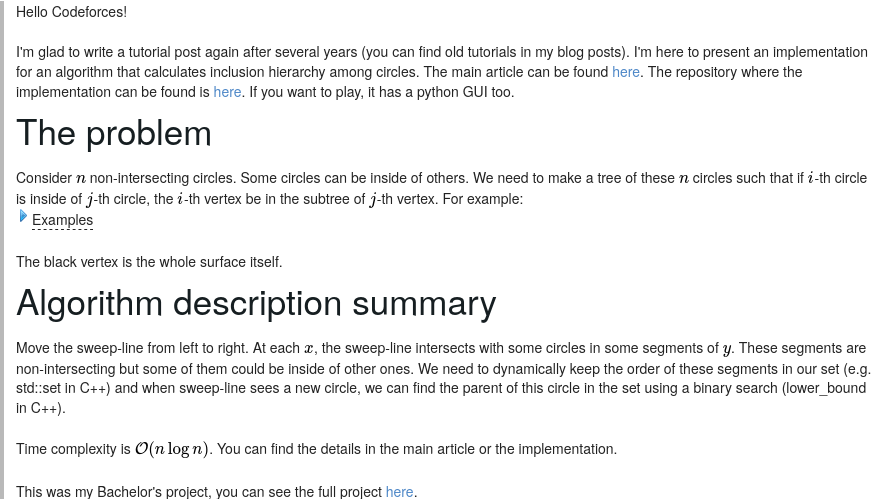 Hello Codeforces!
I'm glad to write a tutorial post again after several years (you can find old tutorials in my blog posts). I'm here to present an implementation
for an algorithm that calculates inclusion hierarchy among circles. The main article can be found here. The repository where the
implementation can be found is here. If you want to play, it has a python GUI too.
The problem
Consider n non-intersecting circles. Some circles can be inside of others. We need to make a tree of these n circles such that if i-th circle
is inside of j-th circle, the i-th vertex be in the subtree of j-th vertex. For example:
Examples
The black vertex is the whole surface itself.
Algorithm description summary
Move the sweep-line from left to right. At each x, the sweep-line intersects with some circles in some segments of y. These segments are
non-intersecting but some of them could be inside of other ones. We need to dynamically keep the order of these segments in our set (e.g.
std::set in C++) and when sweep-line sees a new circle, we can find the parent of this circle in the set using a binary search (lower_bound
in C++).
Time complexity is O(n log n). You can find the details in the main article or the implementation.
This was my Bachelor's project, you can see the full project here.